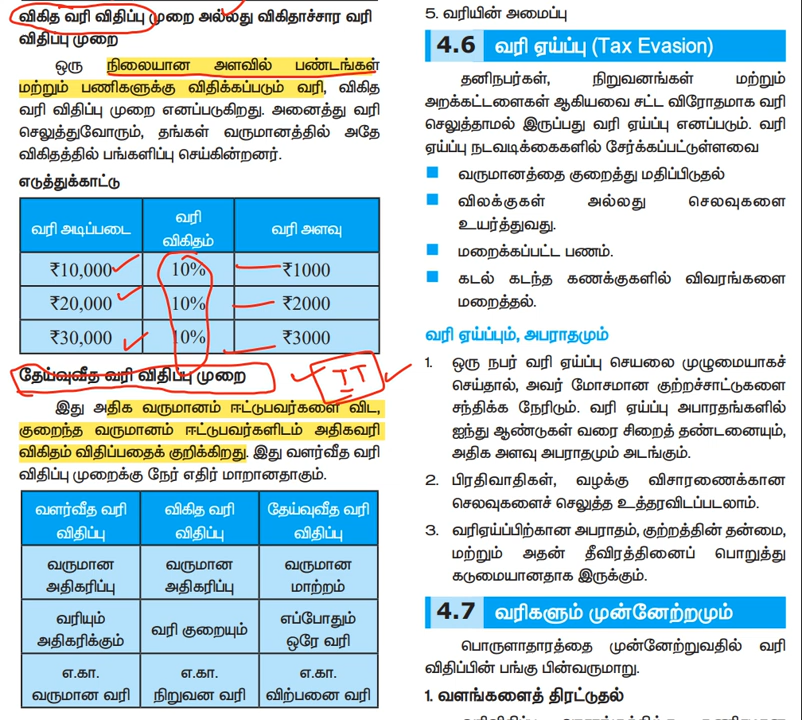 விகித வரி விதிப்பு முறை அல்லது விகிதாச்சார வரி
விதிப்பு முறை
ஒரு நிலையான அளவில் பண்டங்கள்
மற்றும் பணிகளுக்கு விதிக்கப்படும் வரி, விகித
வரி விதிப்பு முறை எனப்படுகிறது. அனைத்து வரி
செலுத்துவோரும், தங்கள் வருமானத்தில் அதே
விகிதத்தில் பங்களிப்பு செய்கின்றனர்.
எடுத்துக்காட்டு
வரி அடிப்படை வரி விகிதம் வரி அளவு
₹10,000 10% ₹1000
₹20,000 10% ₹2000
₹30,000 10% ₹3000
தேய்வுவீத வரி விதிப்பு முறை IT
இது அதிக வருமானம் ஈட்டுபவர்களை விட,
குறைந்த வருமானம் ஈட்டுபவர்களிடம் அதிகவரி
விகிதம் விதிப்பதைக் குறிக்கிறது. இது வளர்வீத வரி
விதிப்பு முறைக்கு நேர் எதிர் மாறானதாகும்.
வளர்வீத வரி விதிப்பு விகித வரி விதிப்பு தேய்வுவீத வரி விதிப்பு
வருமான அதிகரிப்பு வருமான அதிகரிப்பு வருமான மாற்றம்
வரியும் அதிகரிக்கும் வரி குறையும் எப்போதும் ஒரே வரி
எ.கா. வருமான வரி எ.கா. நிறுவன வரி எ.கா. விற்பனை வரி
5. வரியின் அமைப்பு
4.6 வரி ஏய்ப்பு (Tax Evasion)
தனிநபர்கள், நிறுவனங்கள் மற்றும்
அறக்கட்டளைகள் ஆகியவை சட்ட விரோதமாக வரி
செலுத்தாமல் இருப்பது வரி ஏய்ப்பு எனப்படும். வரி
ஏய்ப்பு நடவடிக்கைகளில் சேர்க்கப்பட்டுள்ளவை
வருமானத்தை குறைத்து மதிப்பிடுதல்
விலக்குகள் அல்லது செலவுகளை
உயர்த்துவது.
மறைக்கப்பட்ட பணம்.
கடல் கடந்த கணக்குகளில் விவரங்களை
மறைத்தல்.
வரி ஏய்ப்பும், அபராதமும்
1. ஒரு நபர் வரி ஏய்ப்பு செயலை முழுமையாகச்
செய்தால், அவர் மோசமான குற்றச்சாட்டுகளை
சந்திக்க நேரிடும். வரி ஏய்ப்பு அபாரதங்களில்
ஐந்து ஆண்டுகள் வரை சிறைத் தண்டனையும்,
அதிக அளவு அபராதமும் அடங்கும்.
2. பிரதிவாதிகள், வழக்கு விசாரணைக்கான
செலவுகளைச் செலுத்த உத்தரவிடப்படலாம்.
3. வரிஏய்ப்பிற்கான அபராதம், குற்றத்தின் தன்மை,
மற்றும் அதன் தீவிரத்தினைப் பொறுத்து
கடுமையானதாக இருக்கும்.
4.7 வரிகளும் முன்னேற்றமும்
பொருளாதாரத்தை முன்னேற்றுவதில் வரி
விதிப்பின் பங்கு பின்வருமாறு.
1. வளங்களைத் திரட்டுதல்